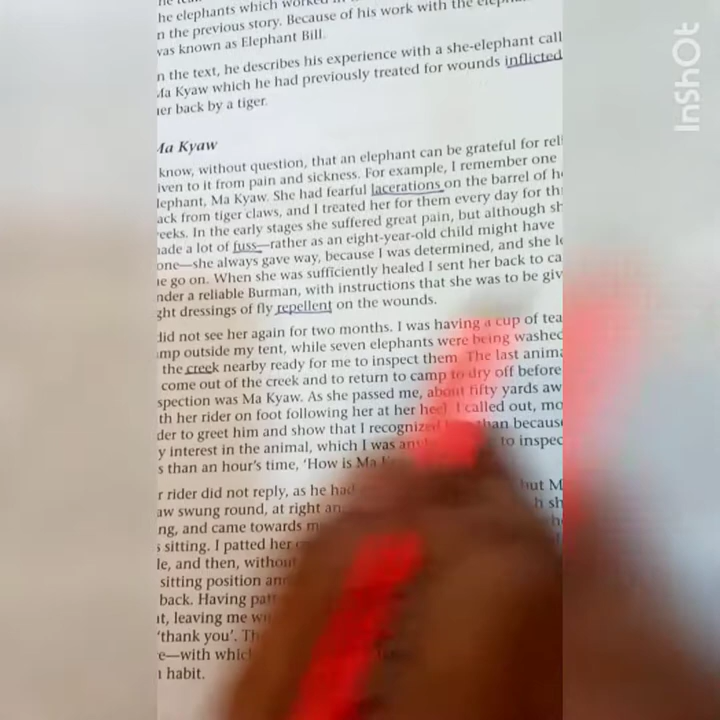 he elephants which worked in
n the previous story. Because of his work with the
was known as Elephant Bill.
n the text, he describes his experience with a she-elephant call
Ma Kyaw which he had previously treated for wounds inflicted
her back by a tiger.
Ma Kyaw
know, without question, that an elephant can be grateful for reli
iven to it from pain and sickness. For example, I remember one
lephant, Ma Kyaw. She had fearful lacerations on the barrel of he
ack from tiger claws, and I treated her for them every day for th
eeks. In the early stages she suffered great pain, but although sh
ade a lot of fuss—rather as an eight-year-old child might have
one—she always gave way, because I was determined, and she le
e go on. When she was sufficiently healed I sent her back to ca
nder a reliable Burman, with instructions that she was to be giv
ght dressings of fly repellent on the wounds.
did not see her again for two months. I was having a cup of tea
mp outside my tent, while seven elephants were being washed
the creek nearby ready for me to inspect them. The last anima
come out of the creek and to return to camp to dry off before
spection was Ma Kyaw. As she passed me, about fifty yards aw
th her rider on foot following her at her heel, I called out, mo
der to greet him and show that I recognized than because
y interest in the animal, which I was to inspec
s than an hour's time, 'How is Ma
r rider did not reply, as he had but M
aw swung round, at right an h sh
ng, and came towards m
s sitting. I patted her
le, and then, without
sitting position an
back. Having pat
ut, leaving me
'thank you'. Th
e—with which
habit.
InShOt